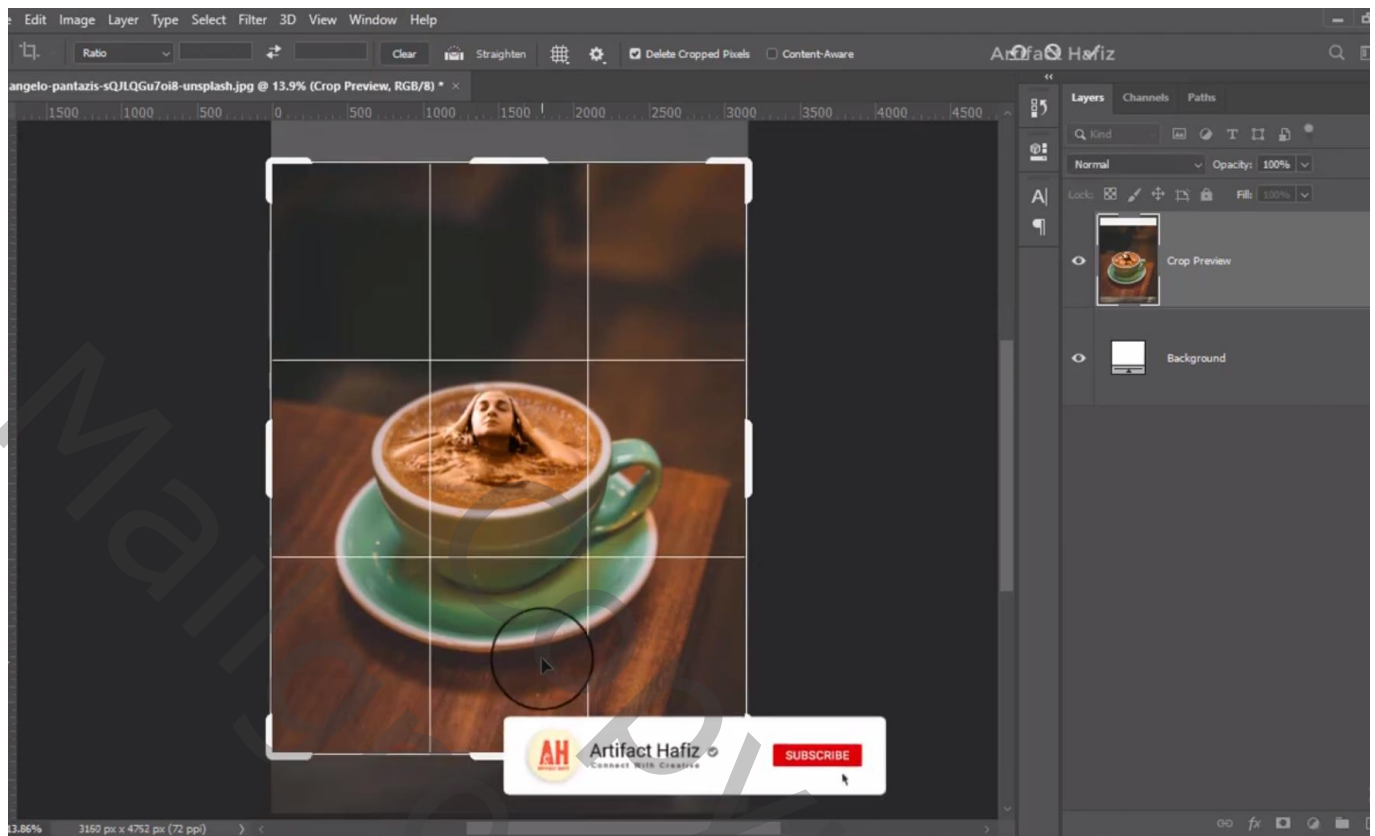 Edit Image Layer Type Select Filter 3D View Window Help
Ratio Clear Straighten Delete Cropped Pixels Content-Aware
Hafiz
angelo-pantazis-sQJLQGu7oi8-unsplash.jpg @ 13.9% (Crop Preview, RGB/8) * ×
1500 1000 500 0 500 1000 1500 2000 2500 3000 3500 4000 4500
Layers Channels Paths
Kind
Normal Opacity: 100%
Lock: Fill: 100%
Crop Preview
Background
AH
Artifact Hafiz
Connect With Creative
SUBSCRIBE
13.86% 3160 px x 4752 px (72 ppi)